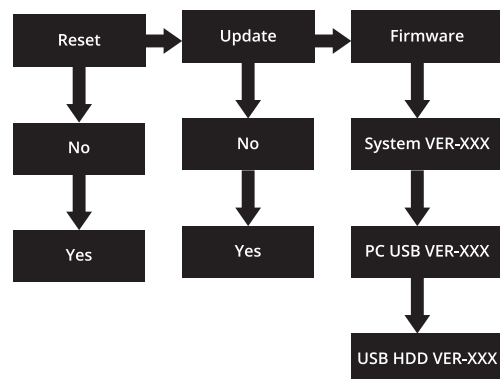 Reset
Update
Firmware
No
No
System VER-XXX
Yes
Yes
PC USB VER-XXX
USB HDD VER-XXX